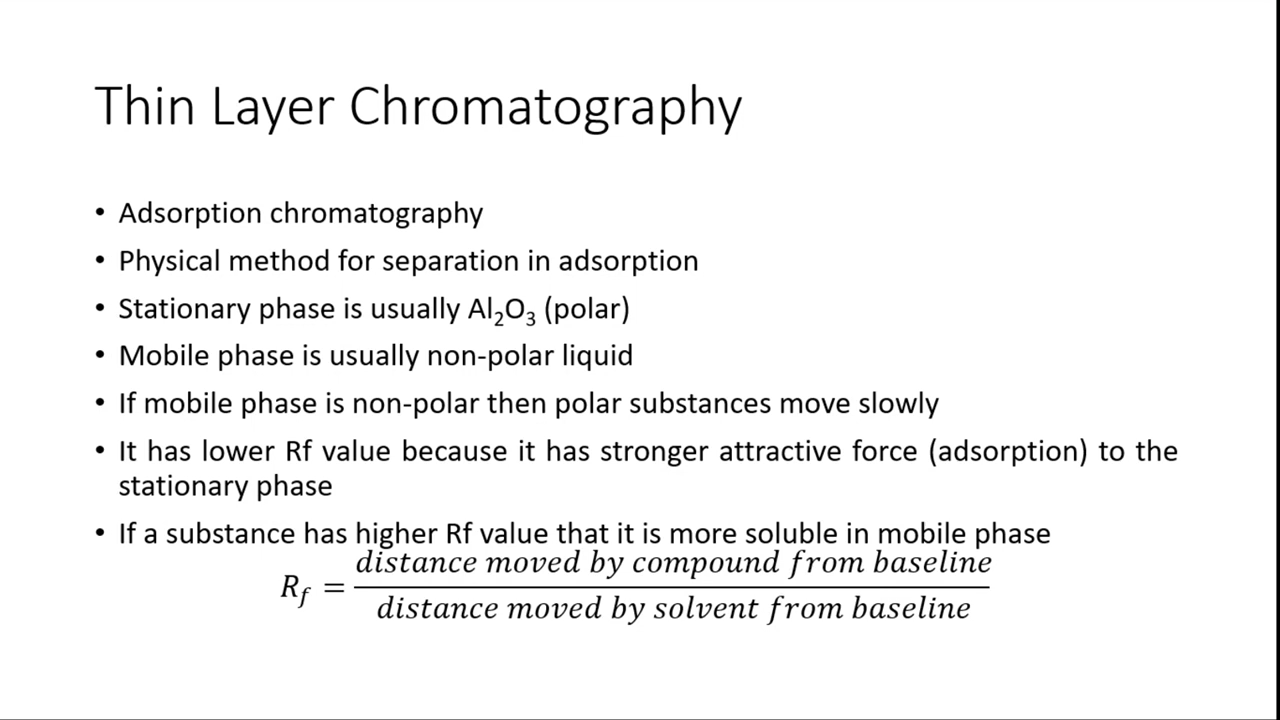 Thin Layer Chromatography
• Adsorption chromatography
• Physical method for separation in adsorption
• Stationary phase is usually Al₂O₃ (polar)
• Mobile phase is usually non-polar liquid
• If mobile phase is non-polar then polar substances move slowly
• It has lower Rf value because it has stronger attractive force (adsorption) to the
stationary phase
• If a substance has higher Rf value that it is more soluble in mobile phase
distance moved by compound from baseline
R_f =
distance moved by solvent from baseline